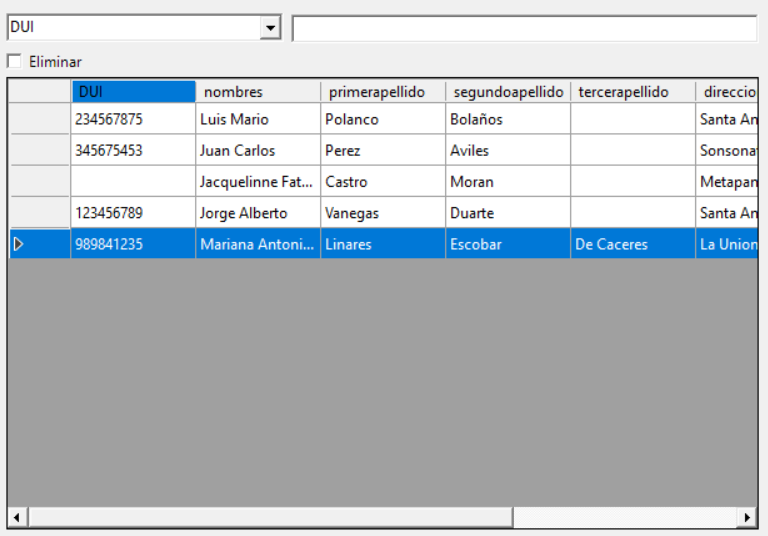 DUI
Eliminar
DUI nombres primerapellido segundoapellido tercerapellido direccio
234567875 Luis Mario Polanco Bolaños Santa An
345675453 Juan Carlos Perez Aviles Sonsona
Jacquelinne Fat... Castro Moran Metapan
123456789 Jorge Alberto Vanegas Duarte Santa An
989841235 Mariana Antoni... Linares Escobar De Caceres La Union